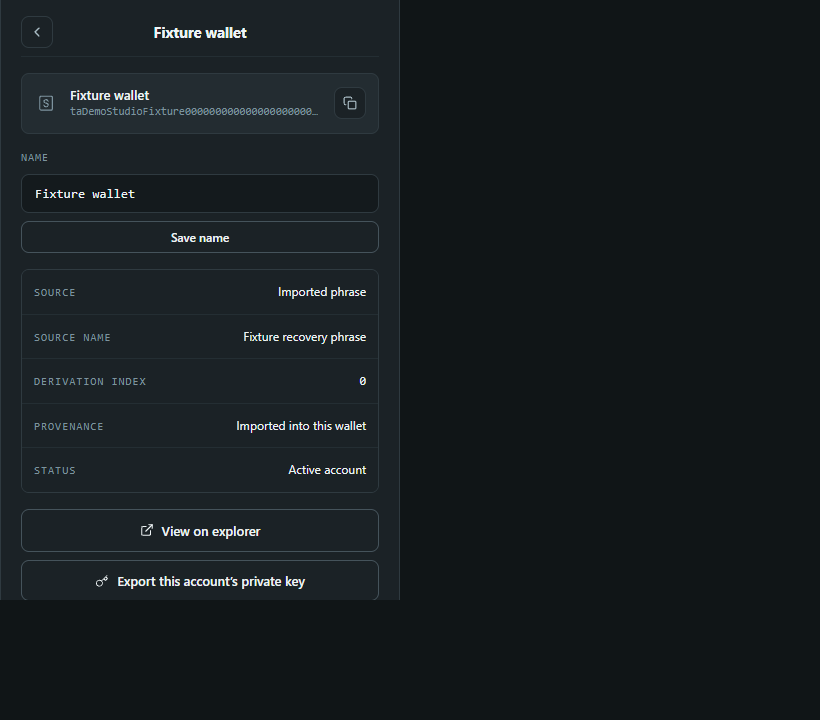 Fixture wallet
S
Fixture wallet
taDemoStudioFixture00000000000000000000…
NAME
Fixture wallet
Save name
SOURCE Imported phrase
SOURCE NAME Fixture recovery phrase
DERIVATION INDEX 0
PROVENANCE Imported into this wallet
STATUS Active account
View on explorer
Export this account’s private key